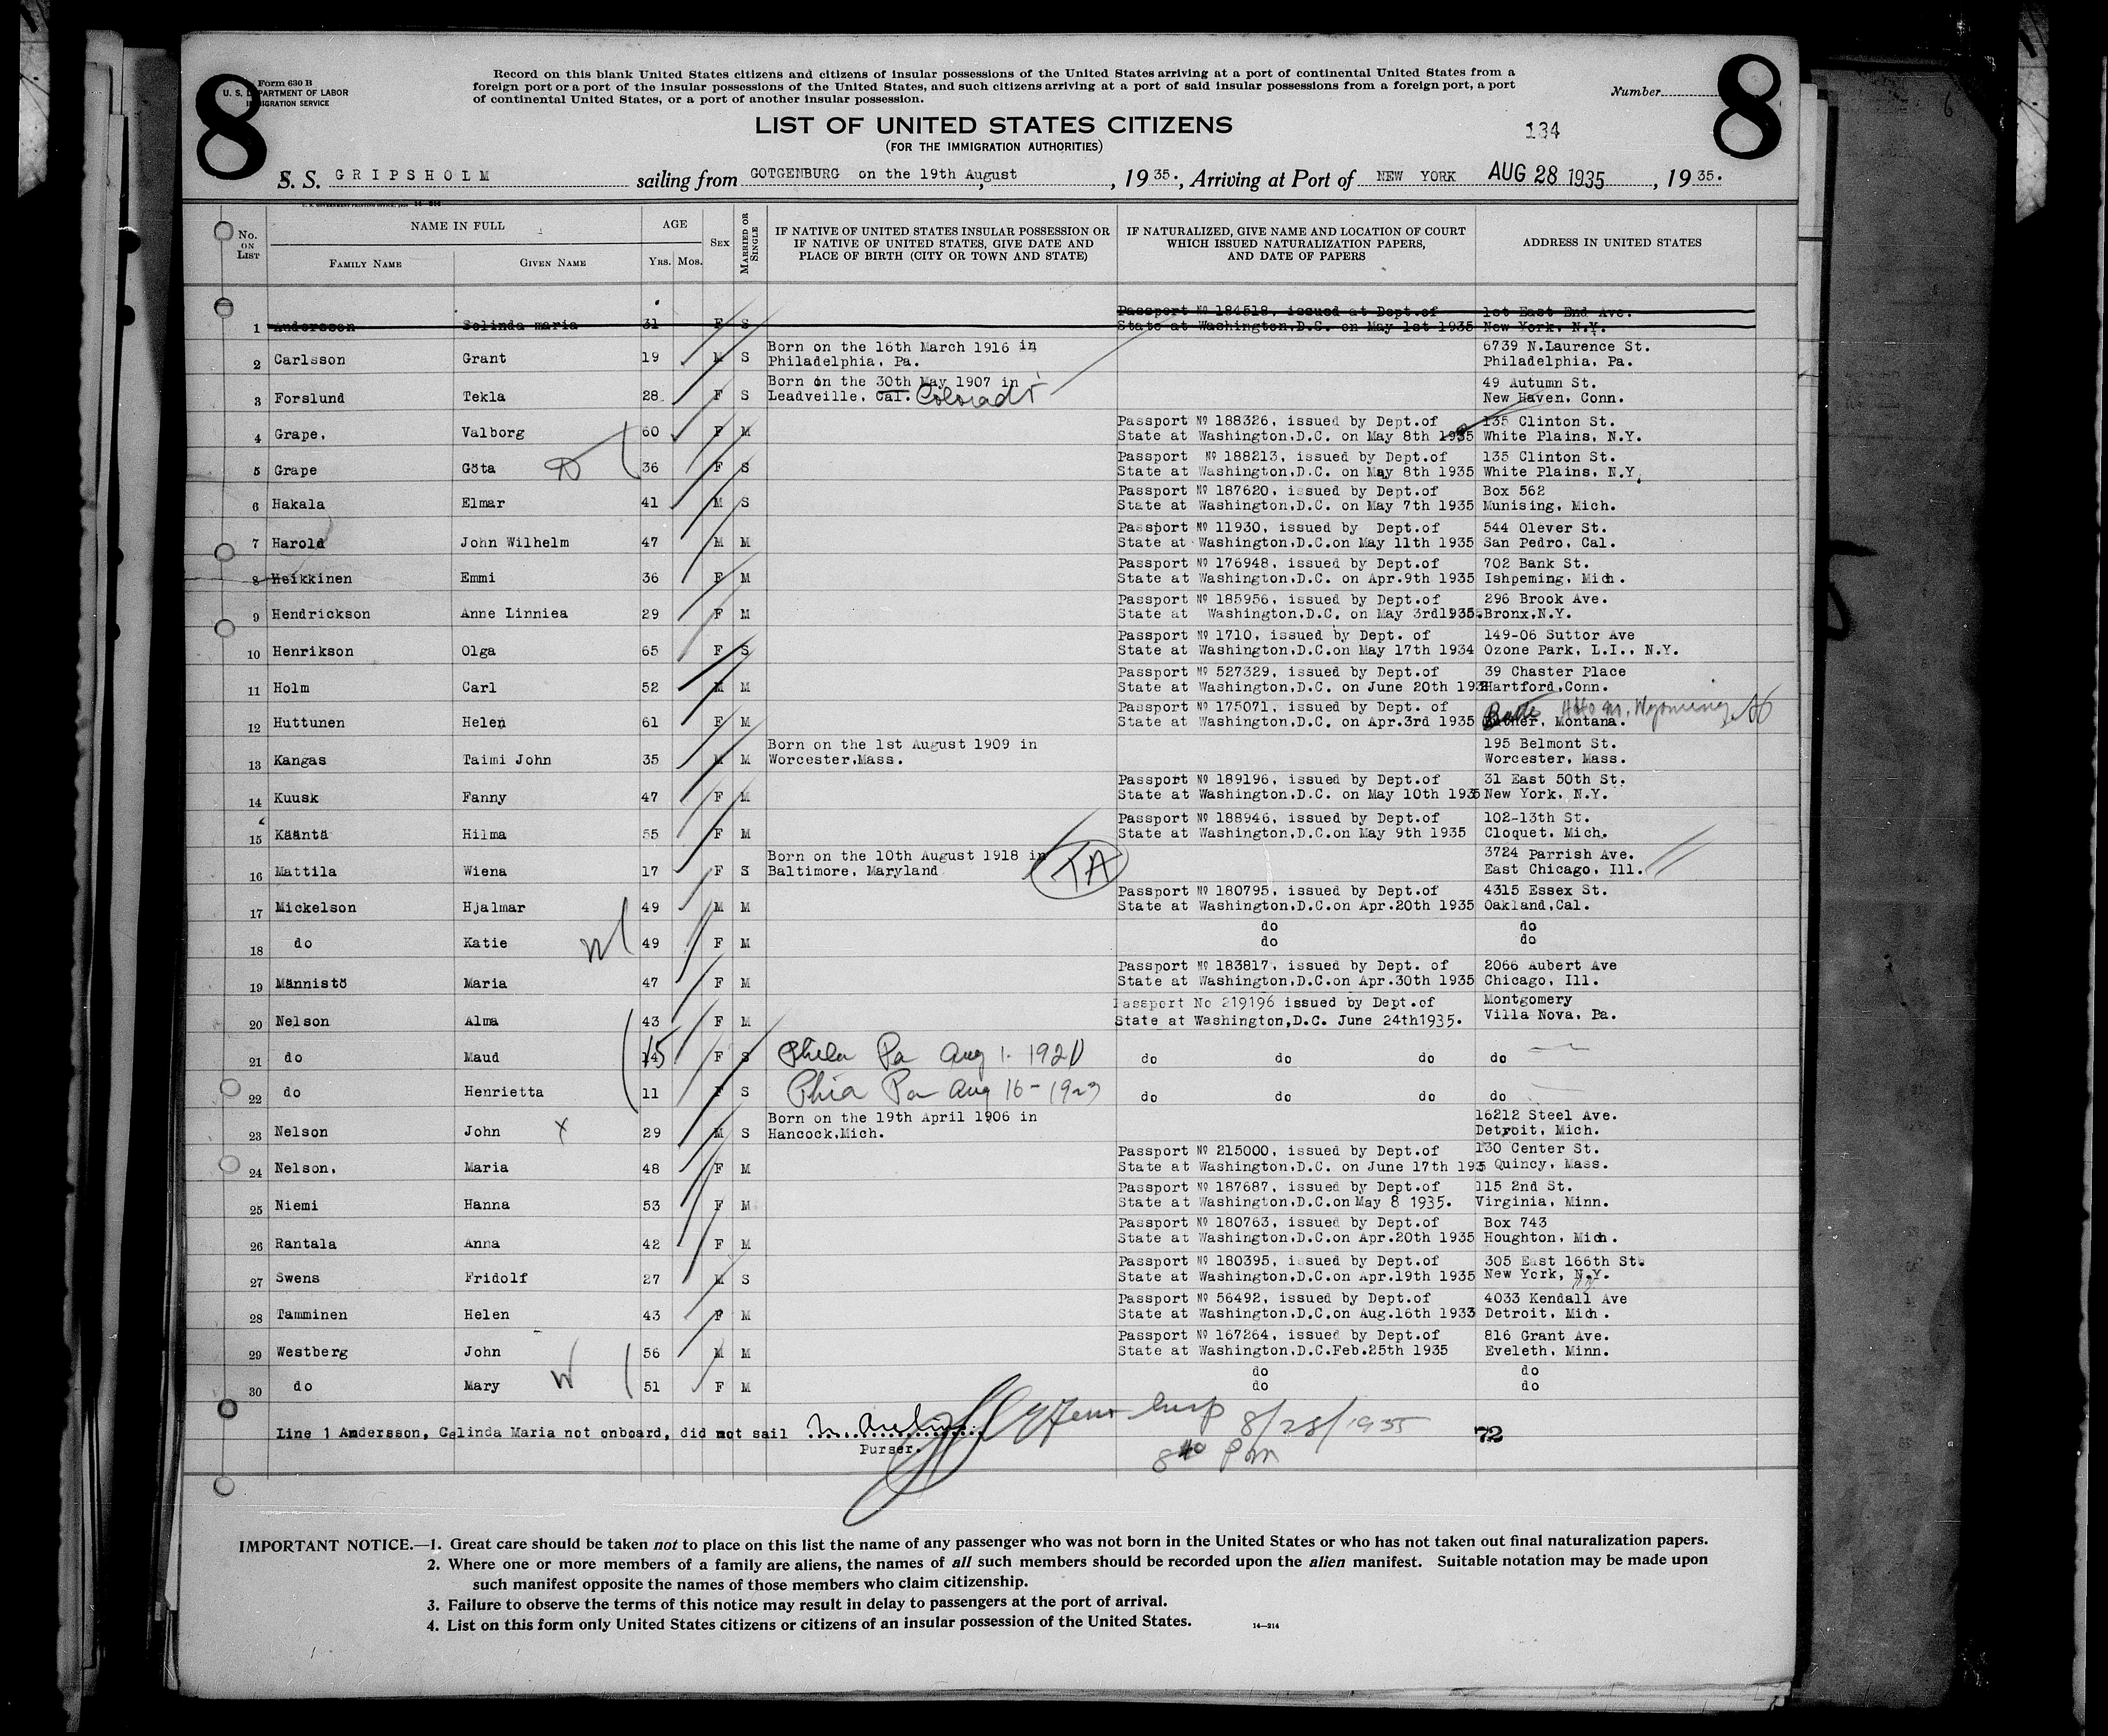 8
8
Form 630 B
U. S. DEPARTMENT OF LABOR
IMMIGRATION SERVICE
Record on this blank United States citizens and citizens of insular possessions of the United States arriving at a port of continental United States from a
foreign port or a port of the insular possessions of the United States, and such citizens arriving at a port of said insular possessions from a foreign port, a port
of continental United States, or a port of another insular possession.
Number
LIST OF UNITED STATES CITIZENS
(FOR THE IMMIGRATION AUTHORITIES)
134
S. S. GRIPSHOLM sailing from GOTGENBURG on the 19th August, 1935., Arriving at Port of NEW YORK AUG 28 1935, 1935.
No. ON LIST
NAME IN FULL
FAMILY NAME
GIVEN NAME
AGE
YRS. MOS.
SEX
MARRIED OR SINGLE
IF NATIVE OF UNITED STATES INSULAR POSSESSION OR
IF NATIVE OF UNITED STATES, GIVE DATE AND
PLACE OF BIRTH (CITY OR TOWN AND STATE)
IF NATURALIZED, GIVE NAME AND LOCATION OF COURT
WHICH ISSUED NATURALIZATION PAPERS,
AND DATE OF PAPERS
ADDRESS IN UNITED STATES
Passport № 184518, issued at Dept.of 1st East End Ave.
1 Andersson Selinda maria 31 F S State at Washington,D.C. on May 1st 1935 New York, N.Y.
Born on the 16th March 1916 in 6739 N.Laurence St.
2 Carlsson Grant 19 M S Philadelphia, Pa. Philadelphia, Pa.
Born on the 30th May 1907 in 49 Autumn St.
3 Forslund Tekla 28 F S Leadveille, Cal. Colorado New Haven, Conn.
Passport № 188326, issued by Dept.of 135 Clinton St.
4 Grape, Valborg 60 F M State at Washington,D.C. on May 8th 1935 White Plains, N.Y.
Passport № 188213, issued by Dept.of 135 Clinton St.
5 Grape Göta 36 F S State at Washington,D.C. on May 8th 1935 White Plains, N.Y.
Passport № 187620, issued by Dept.of Box 562
6 Hakala Elmar 41 M S State at Washington,D.C. on May 7th 1935 Munising, Mich.
Passport № 11930, issued by Dept.of 544 Olever St.
7 Harold John Wilhelm 47 M M State at Washington,D.C.on May 11th 1935 San Pedro, Cal.
Passport № 176948, issued by Dept.of 702 Bank St.
8 Heikkinen Emmi 36 F M State at Washington,D.C. on Apr.9th 1935 Ishpeming, Mich.
Passport № 185956, issued by Dept.of 296 Brook Ave.
9 Hendrickson Anne Linniea 29 F M State at Washington,D.C. on May 3rd1935. Bronx,N.Y.
Passport № 1710, issued by Dept. of 149-06 Suttor Ave
10 Henrikson Olga 65 F S State at Washington,D.C.on May 17th 1934 Ozone Park, L.I., N.Y.
Passport № 527329, issued by Dept.of 39 Chaster Place
11 Holm Carl 52 M M State at Washington,D.C. on June 20th 193 Hartford,Conn.
Passport № 175071, issued by Dept. of Butte Wyoming St
12 Huttunen Helen 61 F M State at Washington,D.C. on Apr.3rd 1935 Montana.
Born on the 1st August 1909 in 195 Belmont St.
13 Kangas Taimi John 35 M M Worcester,Mass. Worcester, Mass.
Passport № 189196, issued by Dept.of 31 East 50th St.
14 Kuusk Fanny 47 F M State at Washington,D.C. on May 10th 1935 New York, N.Y.
Passport № 188946, issued by Dept.of 102-13th St.
15 Kääntä Hilma 55 F M State at Washington,D.C.on May 9th 1935 Cloquet, Mich.
Born on the 10th August 1918 in TA 3724 Parrish Ave.
16 Mattila Wiena 17 F S Baltimore, Maryland East Chicago, Ill.
Passport № 180795, issued by Dept.of 4315 Essex St.
17 Mickelson Hjalmar 49 M M State at Washington,D.C.on Apr.20th 1935 Oakland,Cal.
do do
18 do Katie 49 F M do do
Passport № 183817, issued by Dept. of 2066 Aubert Ave
19 Männistö Maria 47 F M State at Washington,D.C.on Apr.30th 1935 Chicago, Ill.
Passport No 219196 issued by Dept.of Montgomery
20 Nelson Alma 43 F M State at Washington,D.C. June 24th1935. Villa Nova, Pa.
21 do Maud 15 F S Phila Pa Aug 1. 1920 do do do do
22 do Henrietta 11 F S Phia Pa Aug 16 - 1923 do do do do
Born on the 19th April 1906 in 16212 Steel Ave.
23 Nelson John X 29 M S Hancock,Mich. Detroit, Mich.
Passport № 215000, issued by Dept.of 130 Center St.
24 Nelson, Maria 48 F M State at Washington,D.C. on June 17th 1935 Quincy, Mass.
Passport № 187687, issued by Dept.of 115 2nd St.
25 Niemi Hanna 53 F M State at Washington,D.C.on May 8 1935. Virginia, Minn.
Passport № 180763, issued by Dept.of Box 743
26 Rantala Anna 42 F M State at Washington,D.C.on Apr.20th 1935 Houghton, Mich.
Passport № 180395, issued by Dept.of 305 East 166th St.
27 Swens Fridolf 27 M S State at Washington,D.C.on Apr.19th 1935 New York, N.Y.
Passport № 56492, issued by Dept.of 4033 Kendall Ave
28 Tamminen Helen 43 F M State at Washington,D.C.on Aug.16th 1933 Detroit, Mich.
Passport № 167264, issued by Dept.of 816 Grant Ave.
29 Westberg John 56 M M State at Washington,D.C.Feb.25th 1935 Eveleth, Minn.
do do
30 do Mary W 51 F M do do
Line 1 Andersson, Celinda Maria not onboard, did not sail Insp 8/28/1935 72
Purser. 8 40 Pm
IMPORTANT NOTICE.—1. Great care should be taken not to place on this list the name of any passenger who was not born in the United States or who has not taken out final naturalization papers.
2. Where one or more members of a family are aliens, the names of all such members should be recorded upon the alien manifest. Suitable notation may be made upon
such manifest opposite the names of those members who claim citizenship.
3. Failure to observe the terms of this notice may result in delay to passengers at the port of arrival.
4. List on this form only United States citizens or citizens of an insular possession of the United States.
14—214